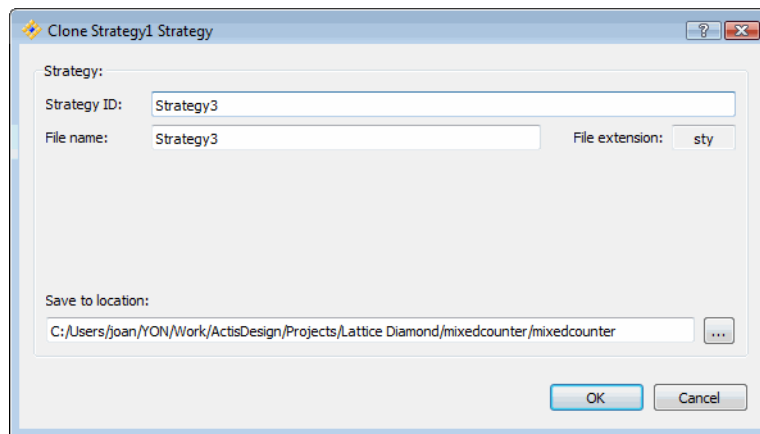 Clone Strategy1 Strategy
Strategy:
Strategy ID: Strategy3
File name: Strategy3 File extension: sty
Save to location:
C:/Users/joan/YON/Work/ActisDesign/Projects/Lattice Diamond/mixedcounter/mixedcounter ...
OK Cancel